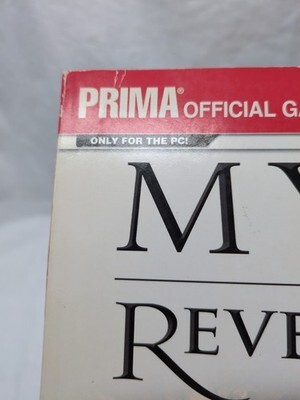 PRIMA® OFFICIAL GA
ONLY FOR THE PC!
MY
REVE